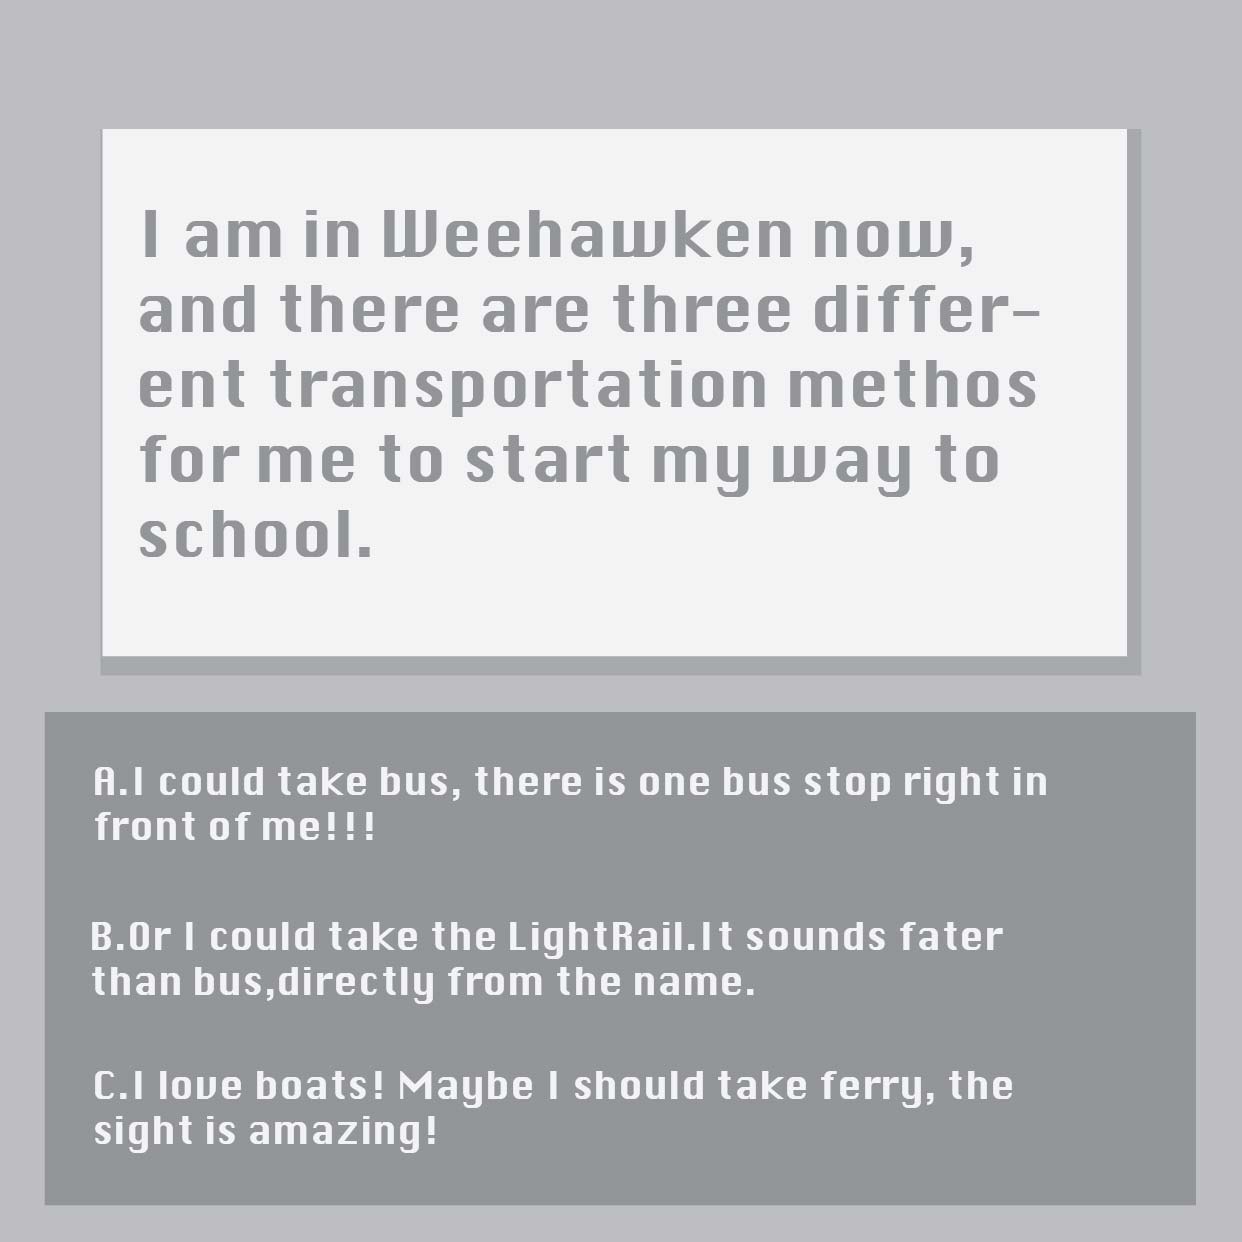 I am in Weehawken now,
and there are three differ-
ent transportation methos
for me to start my way to
school.
A.I could take bus, there is one bus stop right in
front of me!!!
B.Or I could take the LightRail.It sounds fater
than bus,directly from the name.
C.I love boats! Maybe I should take ferry, the
sight is amazing!